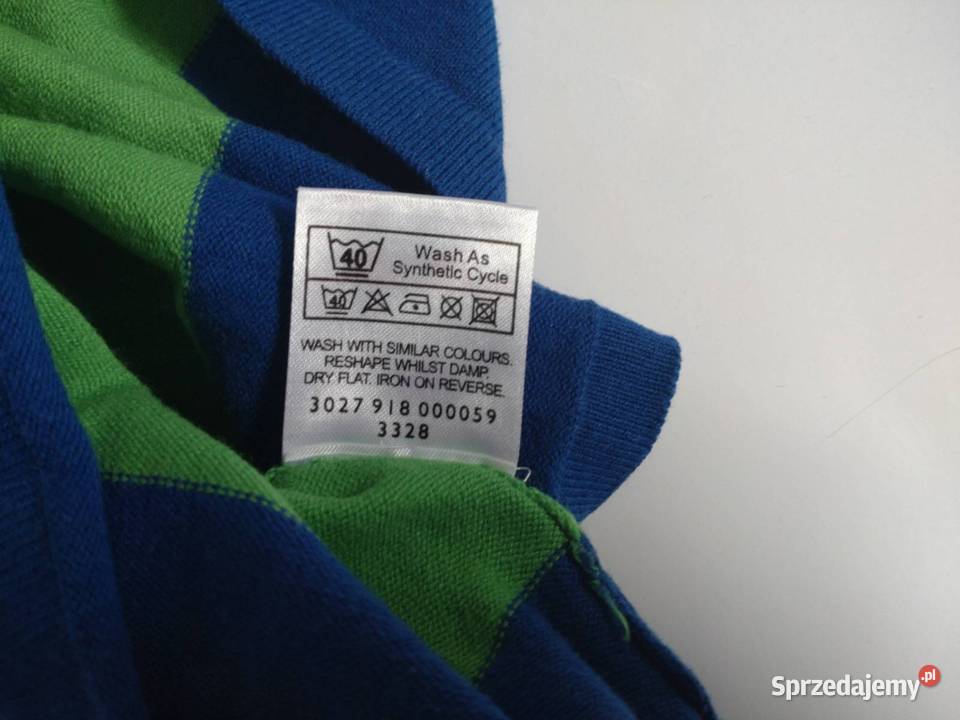 40 Wash As
Synthetic Cycle
40
WASH WITH SIMILAR COLOURS.
RESHAPE WHILST DAMP.
DRY FLAT. IRON ON REVERSE.
3027 918 000059
3328
Sprzedajemy.pl